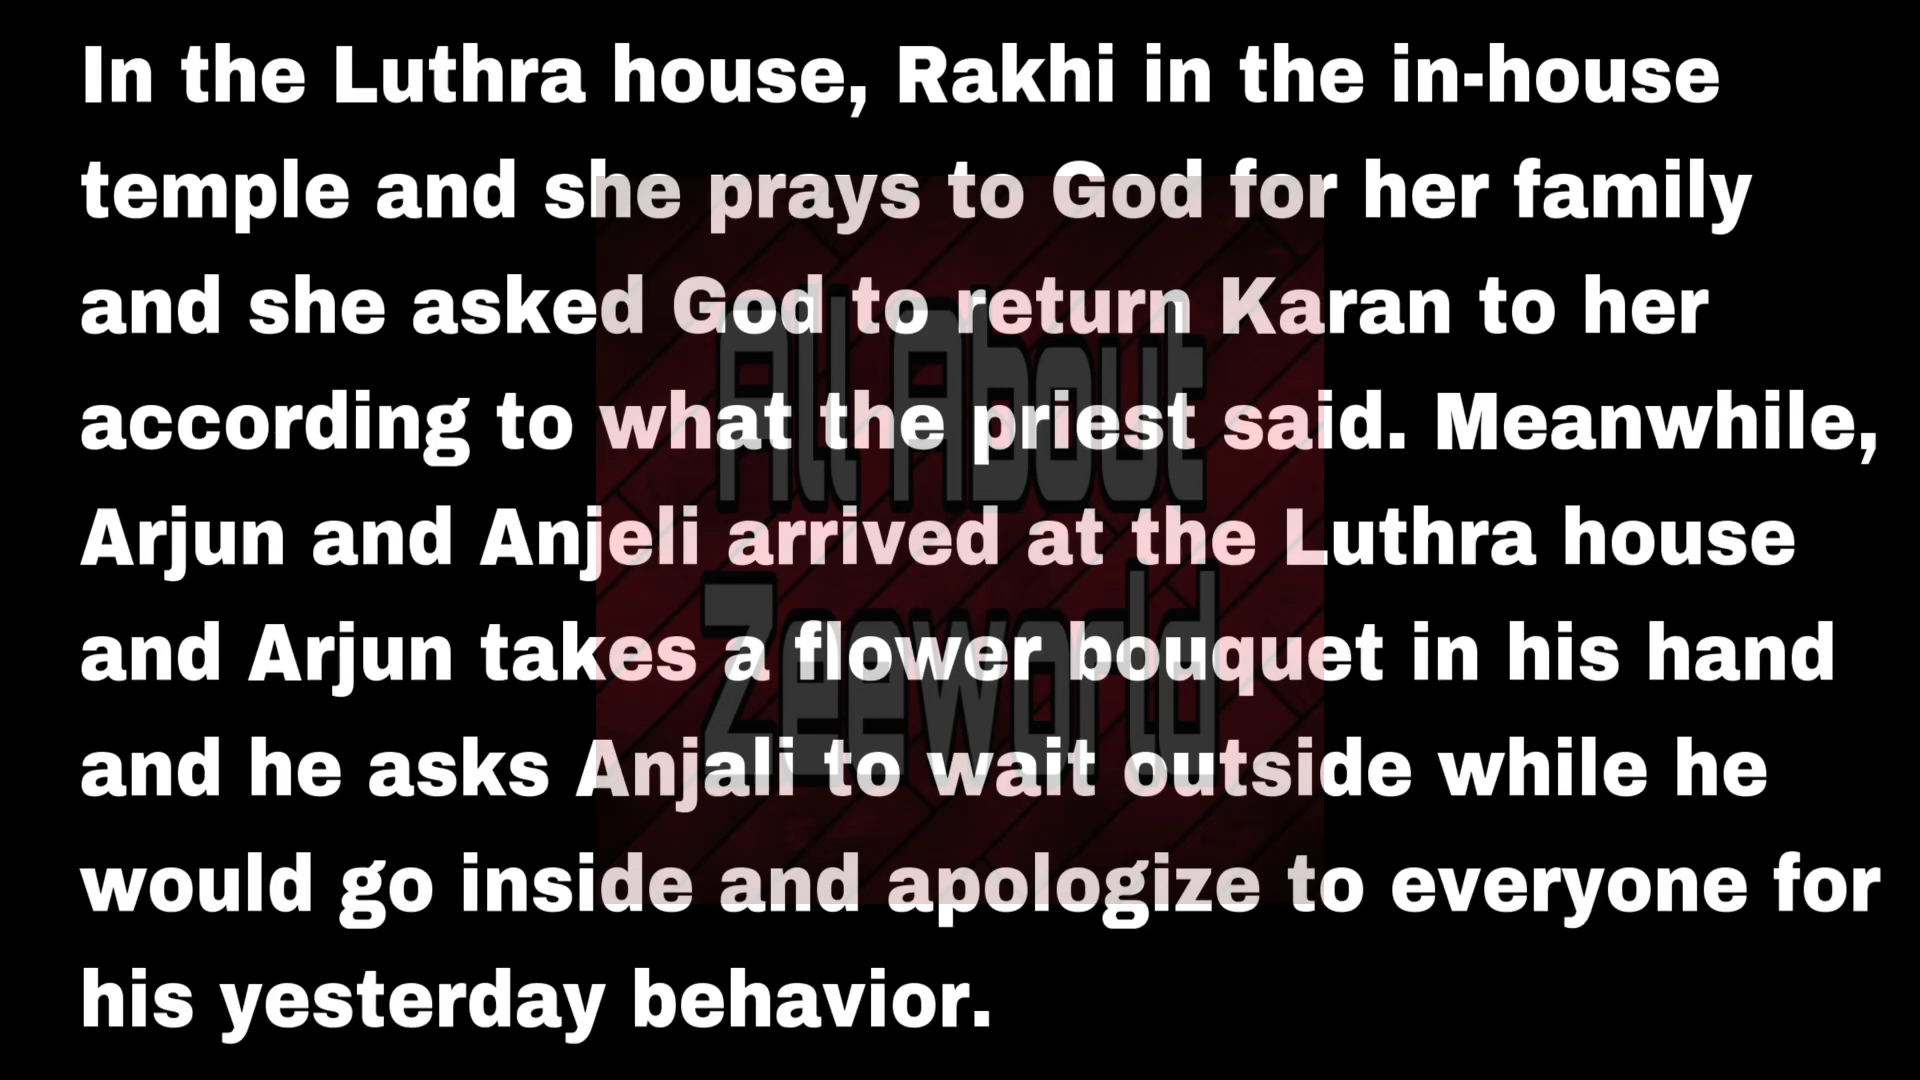 In the Luthra house, Rakhi in the in-house
temple and she prays to God for her family
and she asked God to return Karan to her
according to what the priest said. Meanwhile,
Arjun and Anjeli arrived at the Luthra house
and Arjun takes a flower bouquet in his hand
and he asks Anjali to wait outside while he
would go inside and apologize to everyone for
his yesterday behavior.
All About
Zeeworld